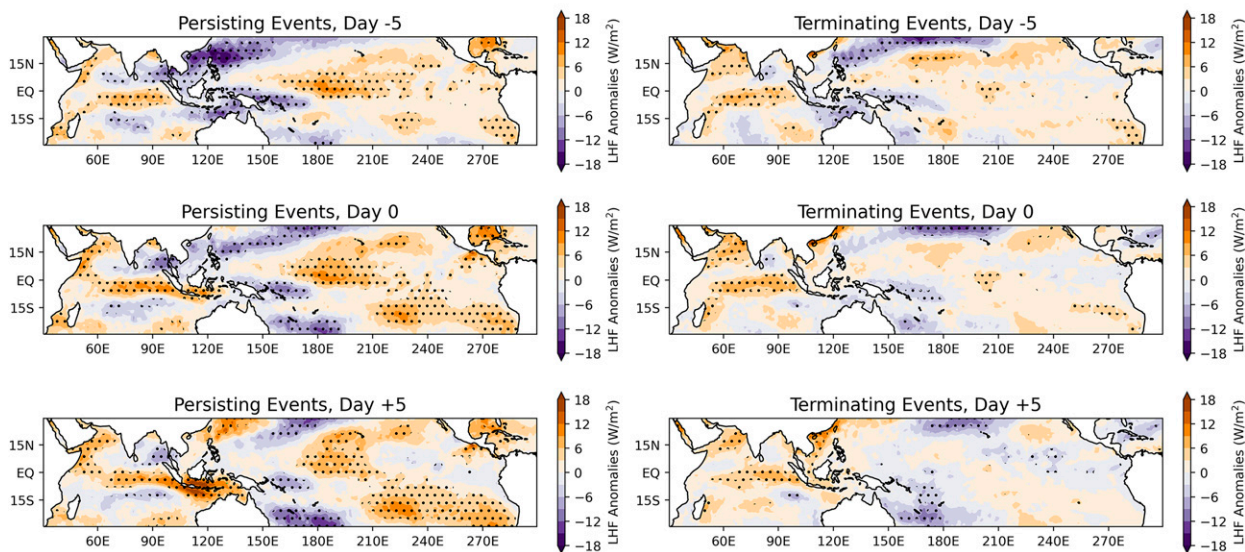 Persisting Events, Day -5
15N
EQ
15S
60E 90E 120E 150E 180E 210E 240E 270E
18
12
6
0
−6
−12
−18
LHF Anomalies (W/m²)
Terminating Events, Day -5
15N
EQ
15S
60E 90E 120E 150E 180E 210E 240E 270E
18
12
6
0
−6
−12
−18
LHF Anomalies (W/m²)
Persisting Events, Day 0
15N
EQ
15S
60E 90E 120E 150E 180E 210E 240E 270E
18
12
6
0
−6
−12
−18
LHF Anomalies (W/m²)
Terminating Events, Day 0
15N
EQ
15S
60E 90E 120E 150E 180E 210E 240E 270E
18
12
6
0
−6
−12
−18
LHF Anomalies (W/m²)
Persisting Events, Day +5
15N
EQ
15S
60E 90E 120E 150E 180E 210E 240E 270E
18
12
6
0
−6
−12
−18
LHF Anomalies (W/m²)
Terminating Events, Day +5
15N
EQ
15S
60E 90E 120E 150E 180E 210E 240E 270E
18
12
6
0
−6
−12
−18
LHF Anomalies (W/m²)